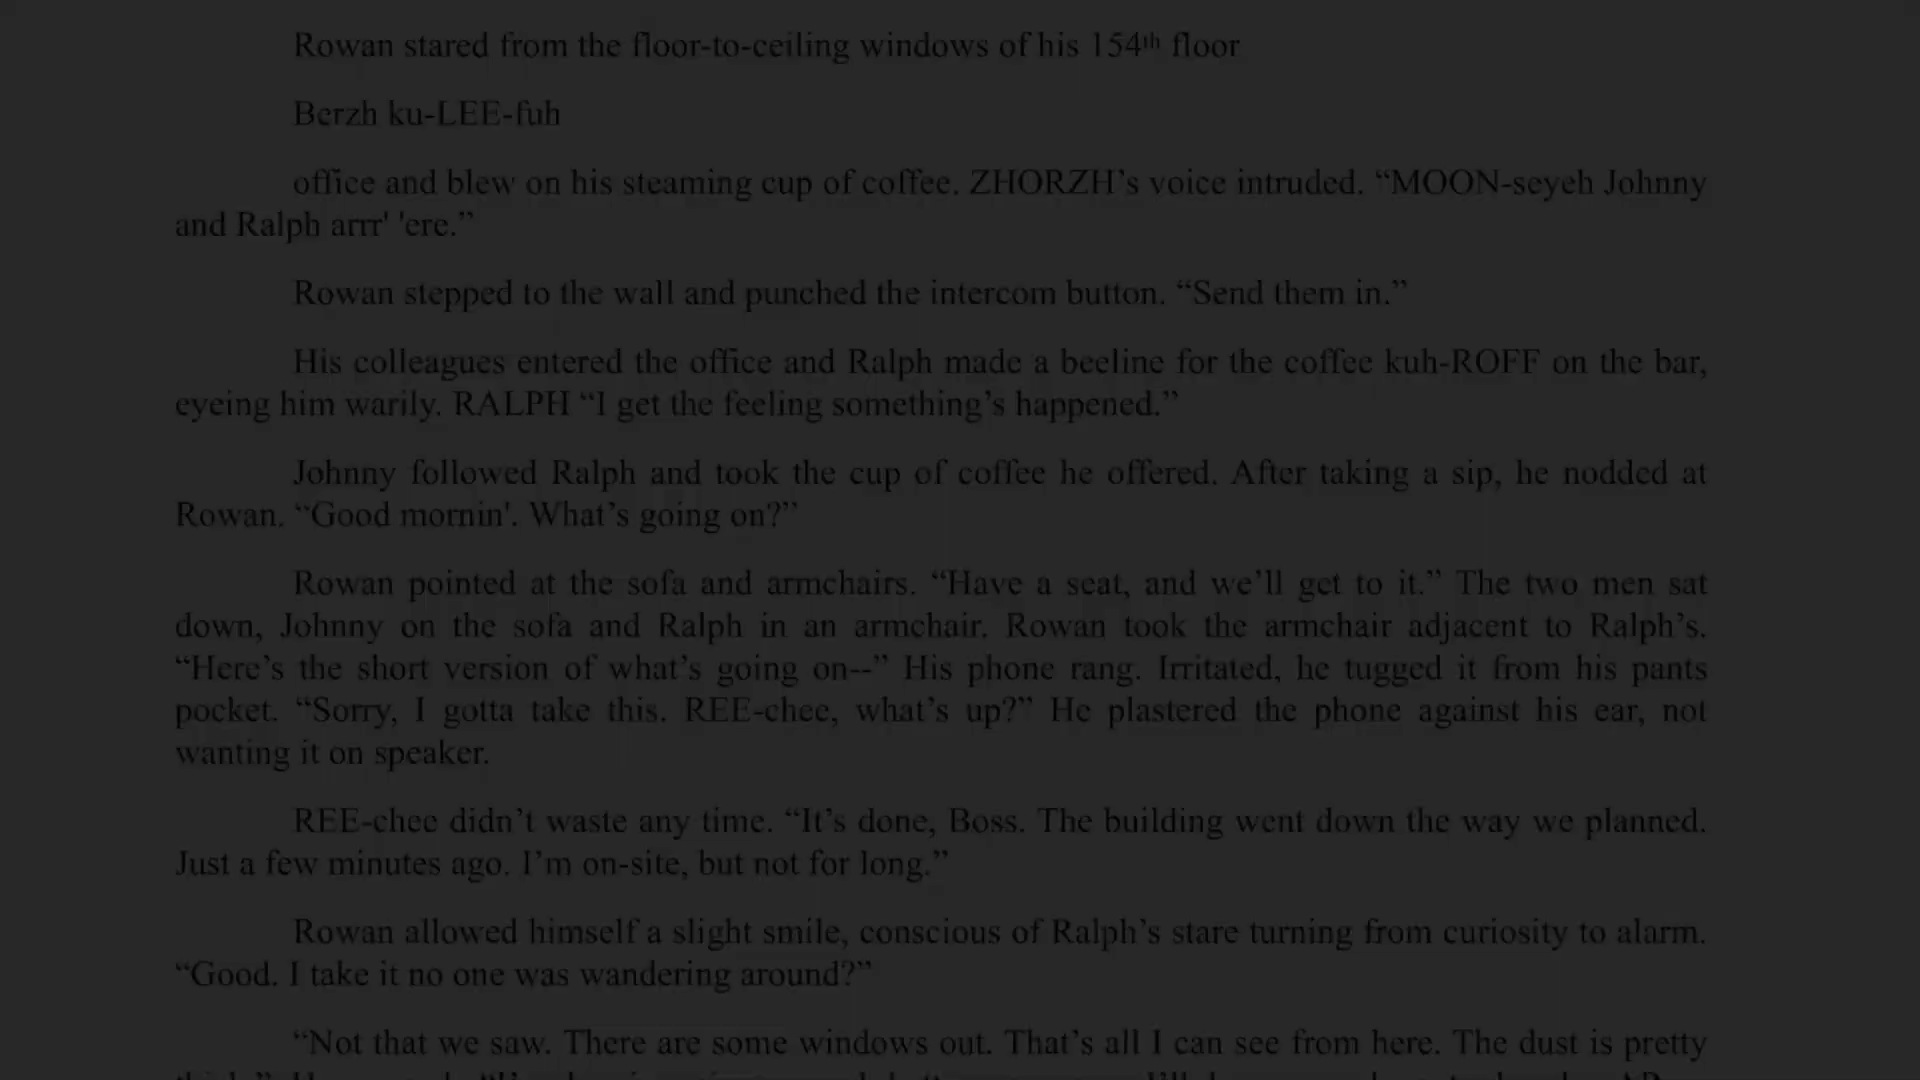 Rowan stared from the floor-to-ceiling windows of his 154th floor
Berzh ku-LEE-fuh
office and blew on his steaming cup of coffee. ZHORZH’s voice intruded. “MOON-seyeh Johnny
and Ralph arrr' 'ere.”
Rowan stepped to the wall and punched the intercom button. “Send them in.”
His colleagues entered the office and Ralph made a beeline for the coffee kuh-ROFF on the bar,
eyeing him warily. RALPH “I get the feeling something’s happened.”
Johnny followed Ralph and took the cup of coffee he offered. After taking a sip, he nodded at
Rowan. “Good mornin'. What’s going on?”
Rowan pointed at the sofa and armchairs. “Have a seat, and we’ll get to it.” The two men sat
down, Johnny on the sofa and Ralph in an armchair. Rowan took the armchair adjacent to Ralph’s.
“Here’s the short version of what’s going on--” His phone rang. Irritated, he tugged it from his pants
pocket. “Sorry, I gotta take this. REE-chee, what’s up?” He plastered the phone against his ear, not
wanting it on speaker.
REE-chee didn’t waste any time. “It’s done, Boss. The building went down the way we planned.
Just a few minutes ago. I’m on-site, but not for long.”
Rowan allowed himself a slight smile, conscious of Ralph’s stare turning from curiosity to alarm.
“Good. I take it no one was wandering around?”
“Not that we saw. There are some windows out. That’s all I can see from here. The dust is pretty